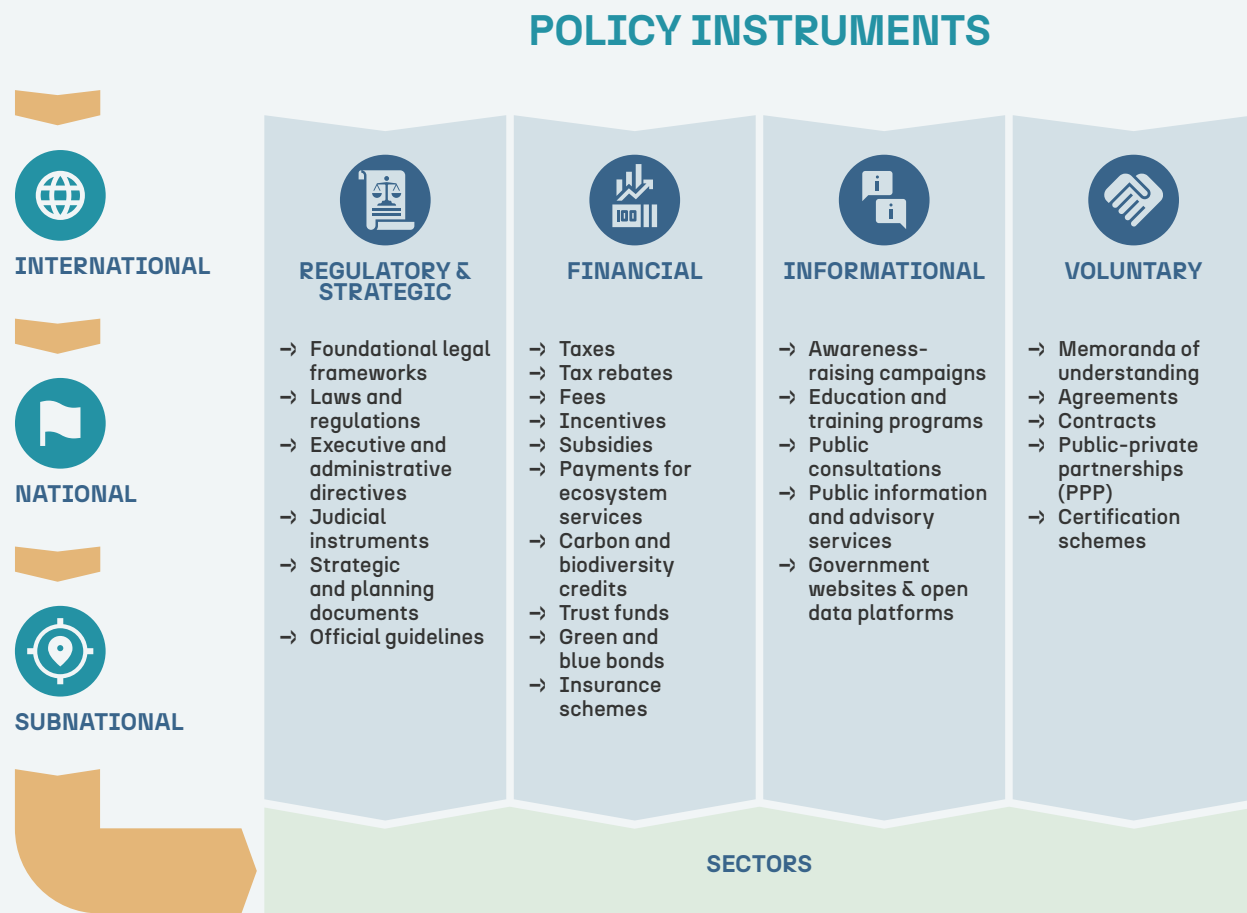 POLICY INSTRUMENTS
INTERNATIONAL
NATIONAL
SUBNATIONAL
REGULATORY &
STRATEGIC
→ Foundational legal
frameworks
→ Laws and
regulations
→ Executive and
administrative
directives
→ Judicial
instruments
→ Strategic
and planning
documents
→ Official guidelines
100
FINANCIAL
→ Taxes
→ Tax rebates
→ Fees
→ Incentives
→ Subsidies
→ Payments for
ecosystem
services
→ Carbon and
biodiversity
credits
→ Trust funds
→ Green and
blue bonds
→ Insurance
schemes
i
i
INFORMATIONAL
→ Awareness-
raising campaigns
→ Education and
training programs
→ Public
consultations
→ Public information
and advisory
services
→ Government
websites & open
data platforms
VOLUNTARY
→ Memoranda of
understanding
→ Agreements
→ Contracts
→ Public-private
partnerships
(PPP)
→ Certification
schemes
SECTORS